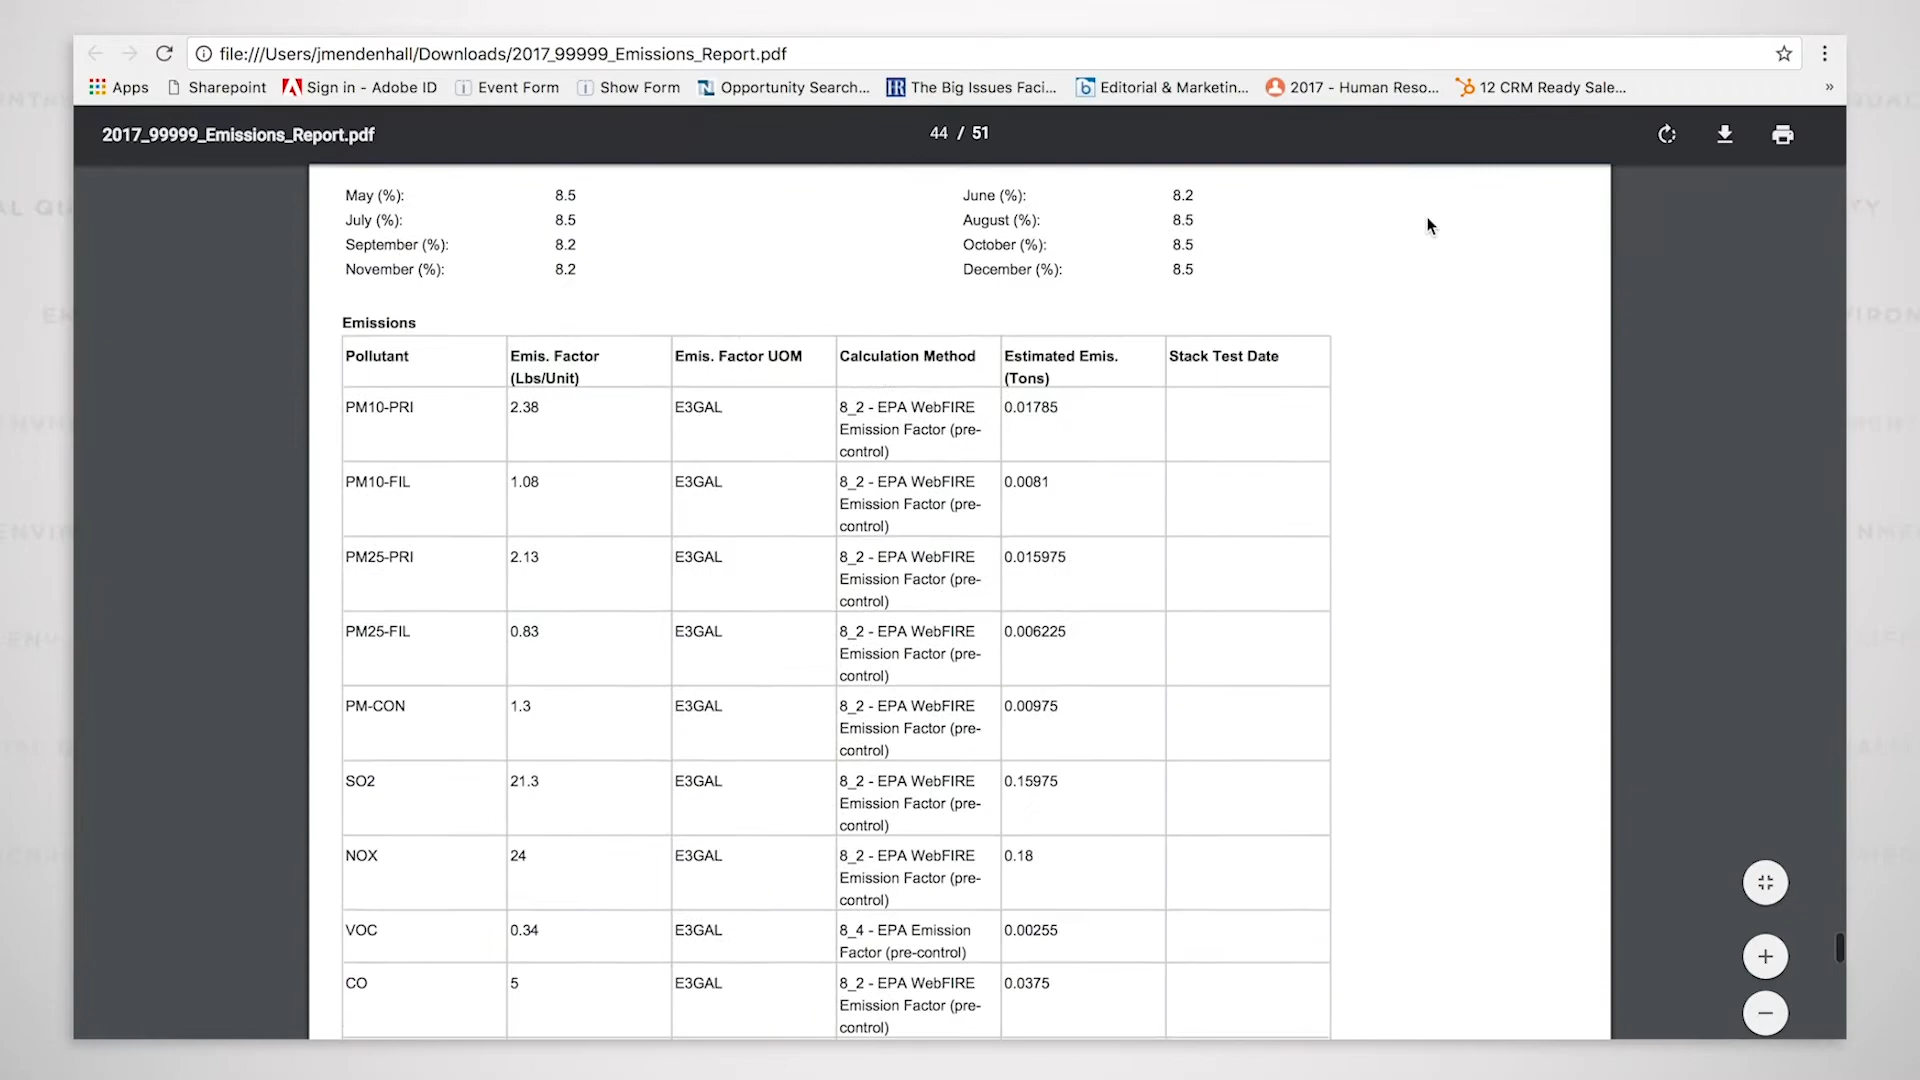 file:///Users/jmendenhall/Downloads/2017_99999_Emissions_Report.pdf
Apps Sharepoint Sign in - Adobe ID Event Form Show Form Opportunity Search... The Big Issues Faci... Editorial & Marketin... 2017 - Human Reso... 12 CRM Ready Sale... »
2017_99999_Emissions_Report.pdf 44 / 51
May (%): 8.5 June (%): 8.2
July (%): 8.5 August (%): 8.5
September (%): 8.2 October (%): 8.5
November (%): 8.2 December (%): 8.5
Emissions
Pollutant Emis. Factor Emis. Factor UOM Calculation Method Estimated Emis. Stack Test Date
(Lbs/Unit) (Tons)
PM10-PRI 2.38 E3GAL 8_2 - EPA WebFIRE 0.01785
Emission Factor (pre-
control)
PM10-FIL 1.08 E3GAL 8_2 - EPA WebFIRE 0.0081
Emission Factor (pre-
control)
PM25-PRI 2.13 E3GAL 8_2 - EPA WebFIRE 0.015975
Emission Factor (pre-
control)
PM25-FIL 0.83 E3GAL 8_2 - EPA WebFIRE 0.006225
Emission Factor (pre-
control)
PM-CON 1.3 E3GAL 8_2 - EPA WebFIRE 0.00975
Emission Factor (pre-
control)
SO2 21.3 E3GAL 8_2 - EPA WebFIRE 0.15975
Emission Factor (pre-
control)
NOX 24 E3GAL 8_2 - EPA WebFIRE 0.18
Emission Factor (pre-
control)
VOC 0.34 E3GAL 8_4 - EPA Emission 0.00255
Factor (pre-control)
CO 5 E3GAL 8_2 - EPA WebFIRE 0.0375
Emission Factor (pre-
control)